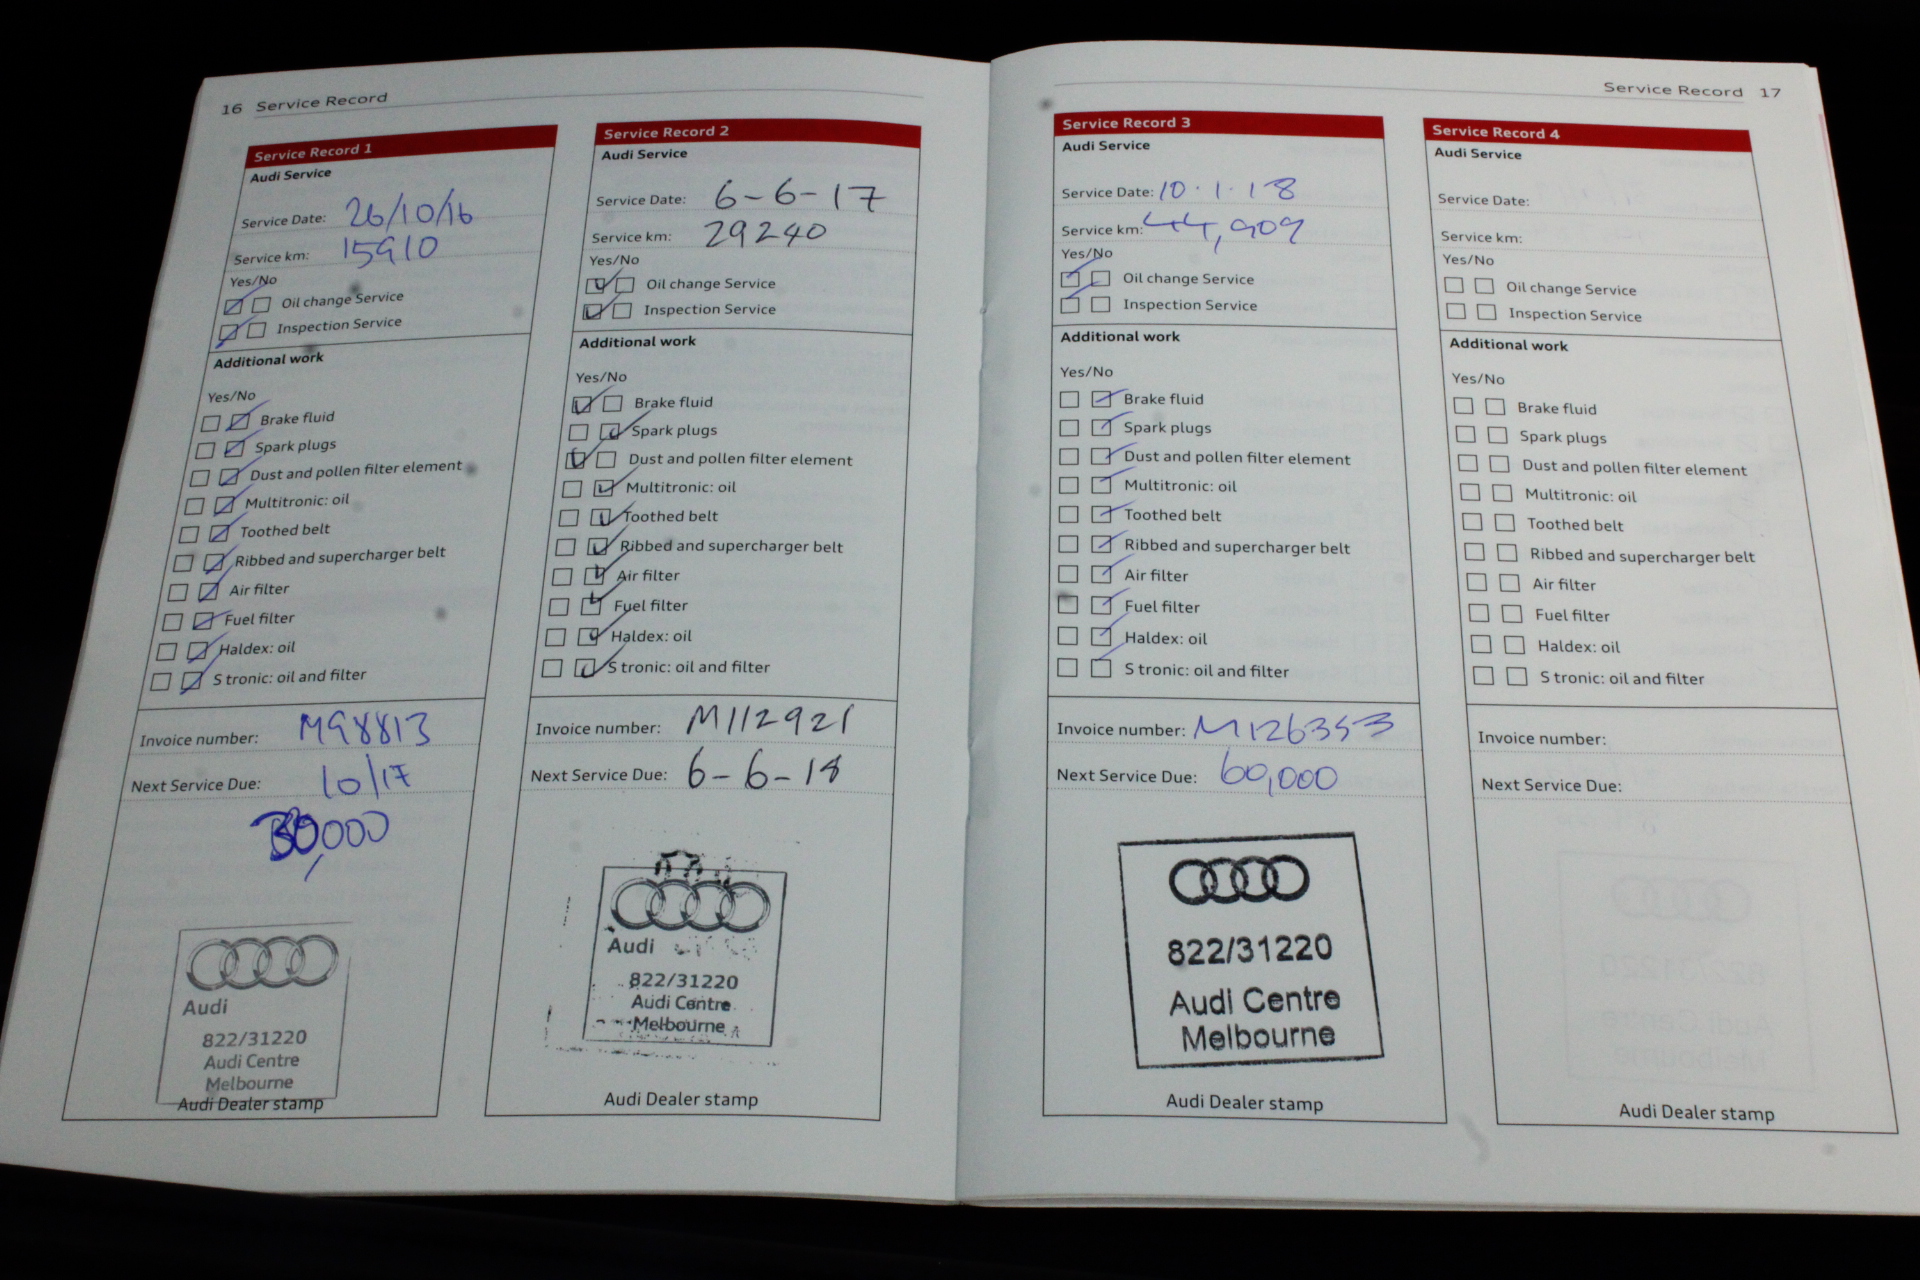 16 Service Record
Service Record 1
Audi Service
Service Date: 26/10/16
Service km: 15910
Yes/No
Oil change Service
Inspection Service
Additional work
Yes/No
Brake fluid
Spark plugs
Dust and pollen filter element
Multitronic: oil
Toothed belt
Ribbed and supercharger belt
Air filter
Fuel filter
Haldex: oil
S tronic: oil and filter
Invoice number: M98813
Next Service Due: 10/17
30,000
Audi
822/31220
Audi Centre
Melbourne
Audi Dealer stamp
Service Record 2
Audi Service
Service Date: 6-6-17
Service km: 29240
Yes/No
Oil change Service
Inspection Service
Additional work
Yes/No
Brake fluid
Spark plugs
Dust and pollen filter element
Multitronic: oil
Toothed belt
Ribbed and supercharger belt
Air filter
Fuel filter
Haldex: oil
S tronic: oil and filter
Invoice number: M112921
Next Service Due: 6-6-18
Audi
822/31220
Audi Centre
Melbourne
Audi Dealer stamp
Service Record 17
Service Record 3
Audi Service
Service Date: 10.1.18
Service km: 44,909
Yes/No
Oil change Service
Inspection Service
Additional work
Yes/No
Brake fluid
Spark plugs
Dust and pollen filter element
Multitronic: oil
Toothed belt
Ribbed and supercharger belt
Air filter
Fuel filter
Haldex: oil
S tronic: oil and filter
Invoice number: M126353
Next Service Due: 60,000
822/31220
Audi Centre
Melbourne
Audi Dealer stamp
Service Record 4
Audi Service
Service Date:
Service km:
Yes/No
Oil change Service
Inspection Service
Additional work
Yes/No
Brake fluid
Spark plugs
Dust and pollen filter element
Multitronic: oil
Toothed belt
Ribbed and supercharger belt
Air filter
Fuel filter
Haldex: oil
S tronic: oil and filter
Invoice number:
Next Service Due:
Audi Dealer stamp